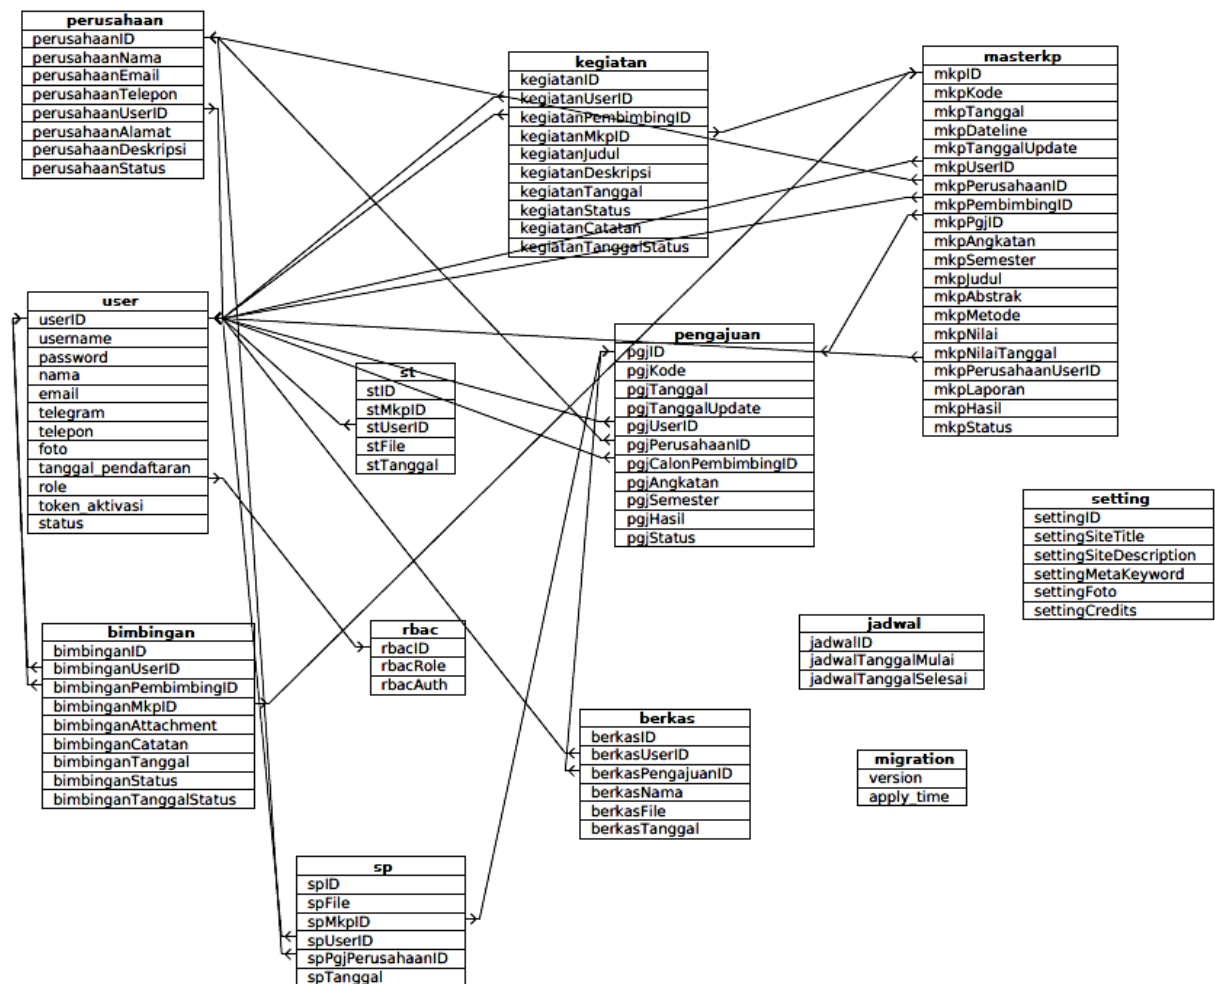 perusahaan
perusahaanID
perusahaanNama
perusahaanEmail
perusahaanTelepon
perusahaanUserID
perusahaanAlamat
perusahaanDeskripsi
perusahaanStatus
kegiatan
kegiatanID
kegiatanUserID
kegiatanPembimbingID
kegiatanMkpID
kegiatanJudul
kegiatanDeskripsi
kegiatanTanggal
kegiatanStatus
kegiatanCatatan
kegiatanTanggalStatus
masterkp
mkpID
mkpKode
mkpTanggal
mkpDateline
mkpTanggalUpdate
mkpUserID
mkpPerusahaanID
mkpPembimbingID
mkpPgjID
mkpAngkatan
mkpSemester
mkpJudul
mkpAbstrak
mkpMetode
mkpNilai
mkpNilaiTanggal
mkpPerusahaanUserID
mkpLaporan
mkpHasil
mkpStatus
user
userID
username
password
nama
email
telegram
telepon
foto
tanggal_pendaftaran
role
token_aktivasi
status
st
stID
stMkpID
stUserID
stFile
stTanggal
pengajuan
pgjID
pgjKode
pgjTanggal
pgjTanggalUpdate
pgjUserID
pgjPerusahaanID
pgjCalonPembimbingID
pgjAngkatan
pgjSemester
pgjHasil
pgjStatus
setting
settingID
settingSiteTitle
settingSiteDescription
settingMetaKeyword
settingFoto
settingCredits
bimbingan
bimbinganID
bimbinganUserID
bimbinganPembimbingID
bimbinganMkpID
bimbinganAttachment
bimbinganCatatan
bimbinganTanggal
bimbinganStatus
bimbinganTanggalStatus
rbac
rbacID
rbacRole
rbacAuth
jadwal
jadwalID
jadwalTanggalMulai
jadwalTanggalSelesai
berkas
berkasID
berkasUserID
berkasPengajuanID
berkasNama
berkasFile
berkasTanggal
migration
version
apply_time
sp
spID
spFile
spMkpID
spUserID
spPgjPerusahaanID
spTanggal